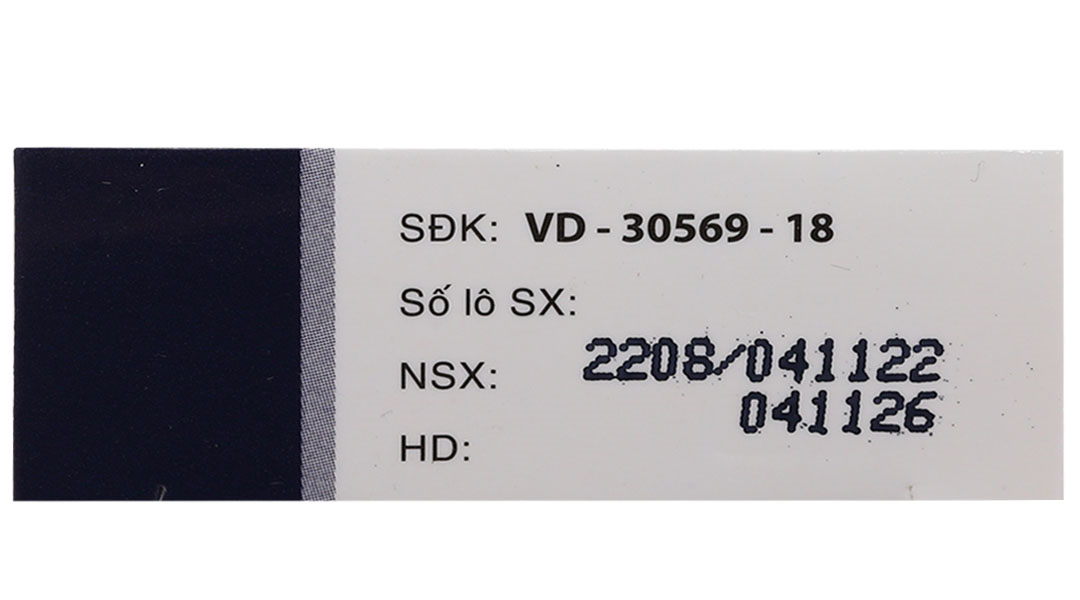 SĐK: VD - 30569 - 18
Số lô SX:
NSX: 2208/041122
041126
HD: